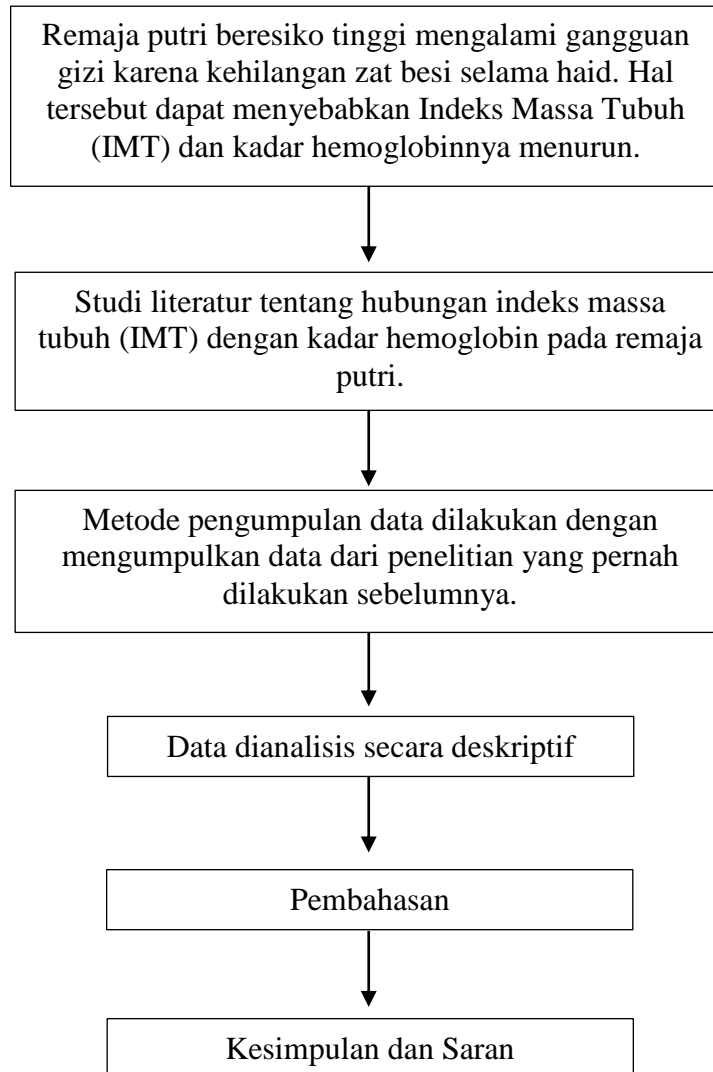 Remaja putri beresiko tinggi mengalami gangguan
gizi karena kehilangan zat besi selama haid. Hal
tersebut dapat menyebabkan Indeks Massa Tubuh
(IMT) dan kadar hemoglobinnya menurun.
Studi literatur tentang hubungan indeks massa
tubuh (IMT) dengan kadar hemoglobin pada remaja
putri.
Metode pengumpulan data dilakukan dengan
mengumpulkan data dari penelitian yang pernah
dilakukan sebelumnya.
Data dianalisis secara deskriptif
Pembahasan
Kesimpulan dan Saran